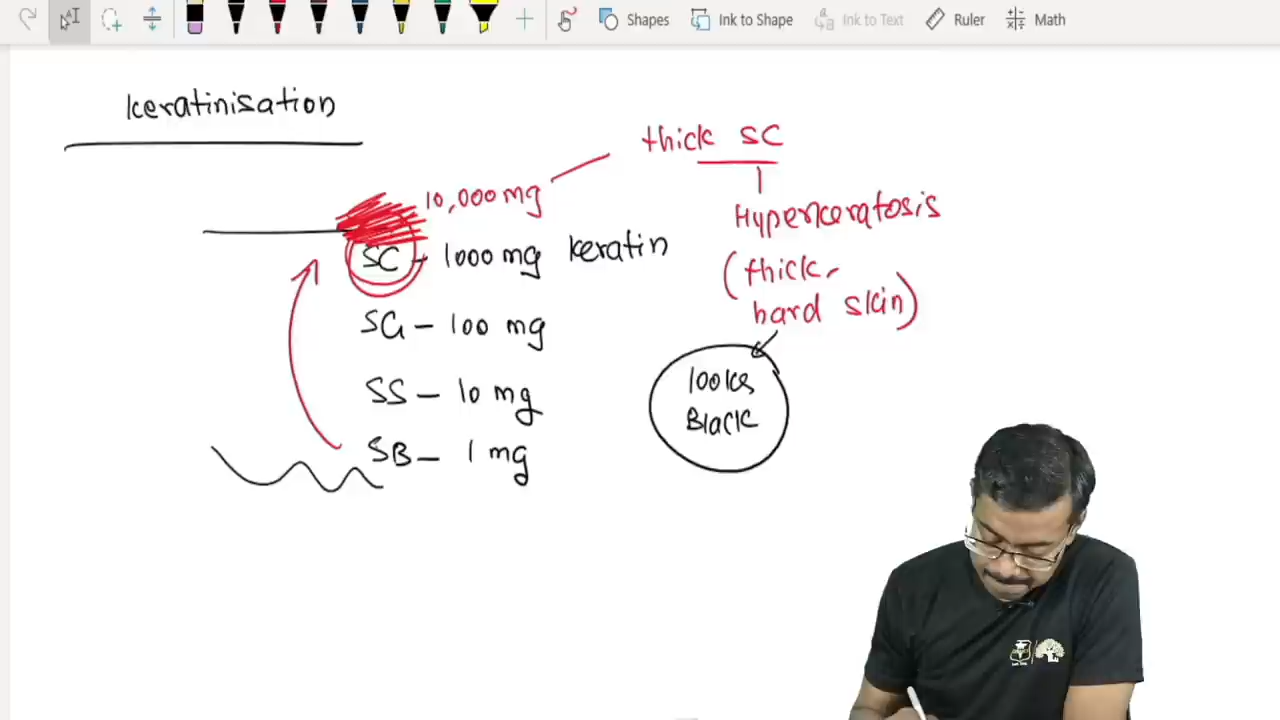 Shapes
Ink to Shape
Ink to Text
Ruler
Math
keratinisation
thick SC
10,000 mg
Hyperkeratosis
SC - 1000 mg keratin
(thick,
hard skin)
SG - 100 mg
looks
Black
SS - 10 mg
SB - 1 mg